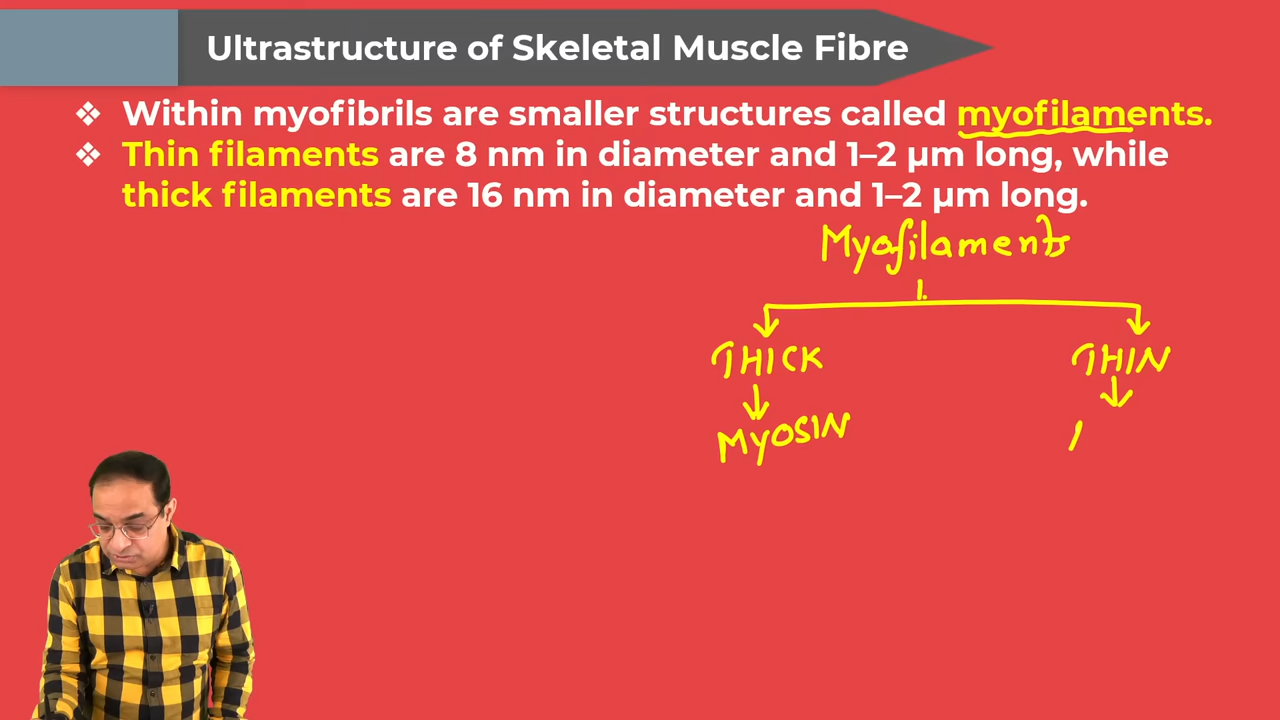 Ultrastructure of Skeletal Muscle Fibre
❖ Within myofibrils are smaller structures called myofilaments.
❖ Thin filaments are 8 nm in diameter and 1–2 µm long, while
thick filaments are 16 nm in diameter and 1–2 µm long.
Myofilaments
THICK THIN
MYOSIN